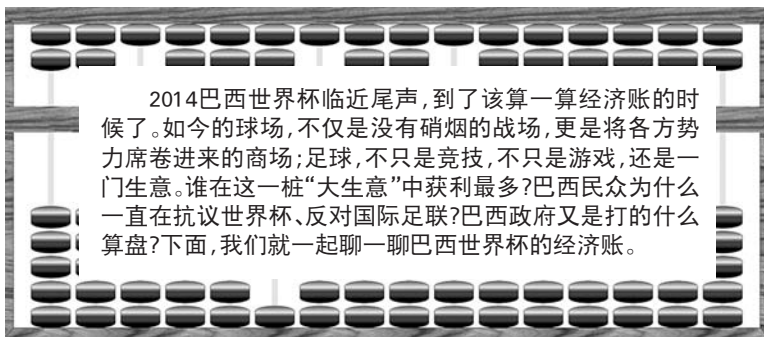 2014巴西世界杯临近尾声,到了该算一算经济账的时
候了。如今的球场,不仅是没有硝烟的战场,更是将各方势
力席卷进来的商场;足球,不只是竞技,不只是游戏,还是一
门生意。谁在这一桩“大生意”中获利最多?巴西民众为什么
一直在抗议世界杯、反对国际足联?巴西政府又是打的什么
算盘?下面,我们就一起聊一聊巴西世界杯的经济账。